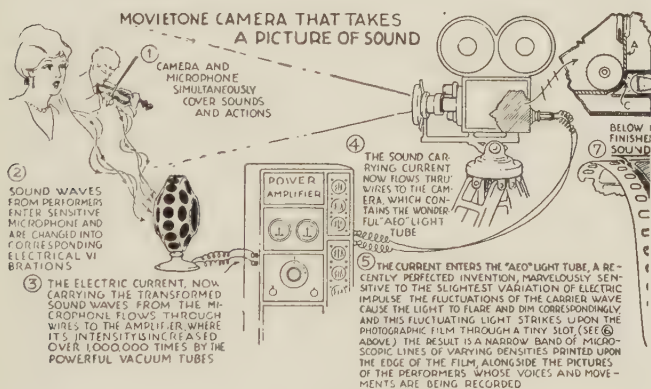 MOVIETONE CAMERA THAT TAKES
A PICTURE OF SOUND
1
CAMERA AND
MICROPHONE
SIMULTANEOUSLY
COVER SOUNDS
AND ACTIONS
2
SOUND WAVES
FROM PERFORMERS
ENTER SENSITIVE
MICROPHONE AND
ARE CHANGED INTO
CORRESPONDING
ELECTRICAL VI
BRATIONS
3 THE ELECTRIC CURRENT, NOW
CARRYING THE TRANSFORMED
SOUND WAVES FROM THE MI-
CROPHONE FLOWS THROUGH
WIRES TO THE AMPLIFIER, WHERE
ITS INTENSITY IS INCREASED
OVER 1,000,000 TIMES BY THE
POWERFUL VACUUM TUBES
POWER
AMPLIFIER
4
THE SOUND CAR-
RYING CURRENT
NOW FLOWS THRU'
WIRES TO THE CAM-
ERA, WHICH CON-
TAINS THE WONDER-
FUL "AEO" LIGHT
TUBE
5 THE CURRENT ENTERS THE "AEO" LIGHT TUBE, A RE-
CENTLY PERFECTED INVENTION, MARVELOUSLY SEN-
SITIVE TO THE SLIGHTEST VARIATION OF ELECTRIC
IMPULSE THE FLUCTUATIONS OF THE CARRIER WAVE
CAUSE THE LIGHT TO FLARE AND DIM CORRESPONDINGLY
AND THIS FLUCTUATING LIGHT STRIKES UPON THE
PHOTOGRAPHIC FILM THROUGH A TINY SLOT, (SEE 6
ABOVE) THE RESULT IS A NARROW BAND OF MICRO-
SCOPIC LINES OF VARYING DENSITIES PRINTED UPON
THE EDGE OF THE FILM, ALONGSIDE THE PICTURES
OF THE PERFORMERS WHOSE VOICES AND MOVE-
MENTS ARE BEING RECORDED
A
C
BELOW
FINISHED
7 SOUND